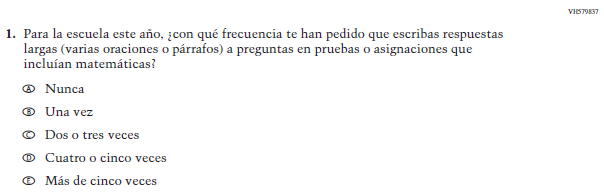 VH579837
1. Para la escuela este año, ¿con qué frecuencia te han pedido que escribas respuestas
largas (varias oraciones o párrafos) a preguntas en pruebas o asignaciones que
incluían matemáticas?
A Nunca
B Una vez
C Dos o tres veces
D Cuatro o cinco veces
E Más de cinco veces